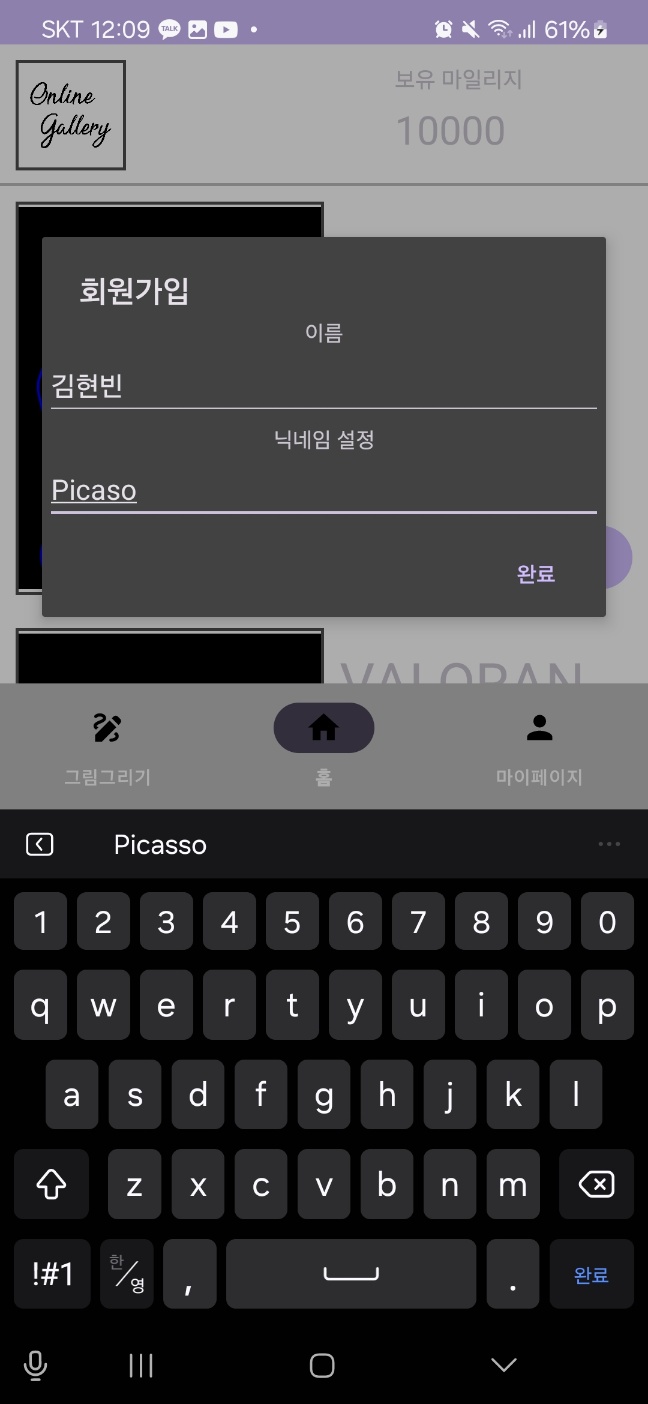 SKT 12:09 TALK 61%
Online
Gallery
보유 마일리지
10000
회원가입
이름
김현빈
닉네임 설정
Picaso
완료
VALORAN
그림그리기 홈 마이페이지
Picasso
1 2 3 4 5 6 7 8 9 0
q w e r t y u i o p
a s d f g h j k l
z x c v b n m
!#1 한/영 , . 완료